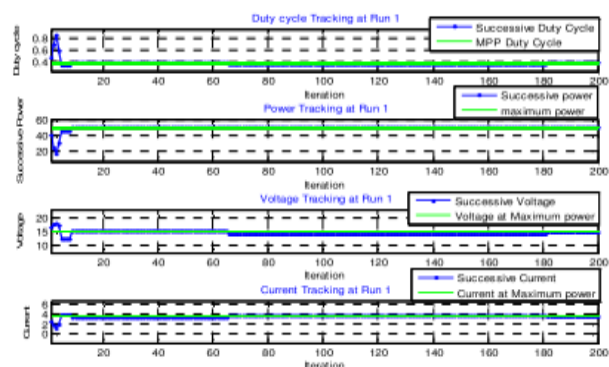 Duty cycle Tracking at Run 1
Duty cycle
0.8
0.6
0.4
Successive Duty Cycle
MPP Duty Cycle
20 40 60 80 100 120 140 160 180 200
Iteration
Power Tracking at Run 1
Successive Power
60
40
20
Successive power
maximum power
20 40 60 80 100 120 140 160 180 200
Iteration
Voltage Tracking at Run 1
Voltage
20
15
10
Successive Voltage
Voltage at Maximum power
20 40 60 80 100 120 140 160 180 200
Iteration
Current Tracking at Run 1
Current
6
4
2
0
Successive Current
Current at Maximum power
20 40 60 80 100 120 140 160 180 200
Iteration